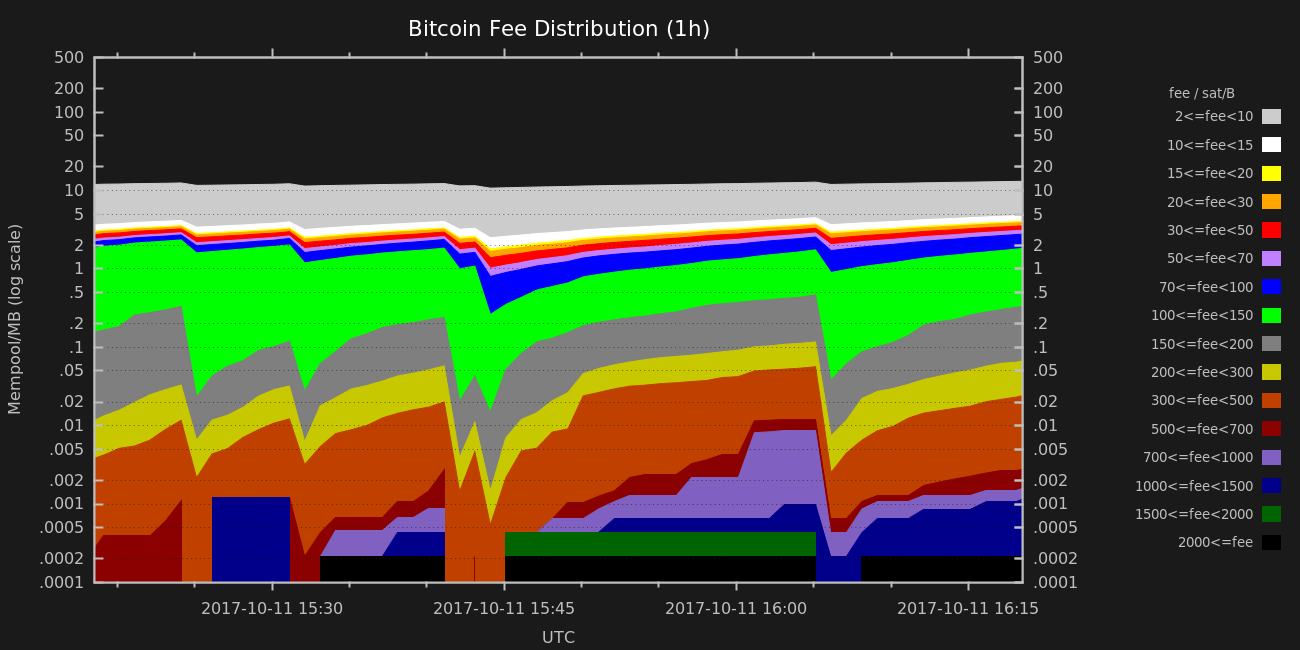 Bitcoin Fee Distribution (1h)
500 500
200 200
100 100
50 50
20 20
10 10
5 5
2 2
1 1
.5 .5
.2 .2
.1 .1
.05 .05
.02 .02
.01 .01
.005 .005
.002 .002
.001 .001
.0005 .0005
.0002 .0002
.0001 .0001
Mempool/MB (log scale)
2017-10-11 15:30 2017-10-11 15:45 2017-10-11 16:00 2017-10-11 16:15
UTC
fee / sat/B
2<=fee<10
10<=fee<15
15<=fee<20
20<=fee<30
30<=fee<50
50<=fee<70
70<=fee<100
100<=fee<150
150<=fee<200
200<=fee<300
300<=fee<500
500<=fee<700
700<=fee<1000
1000<=fee<1500
1500<=fee<2000
2000<=fee